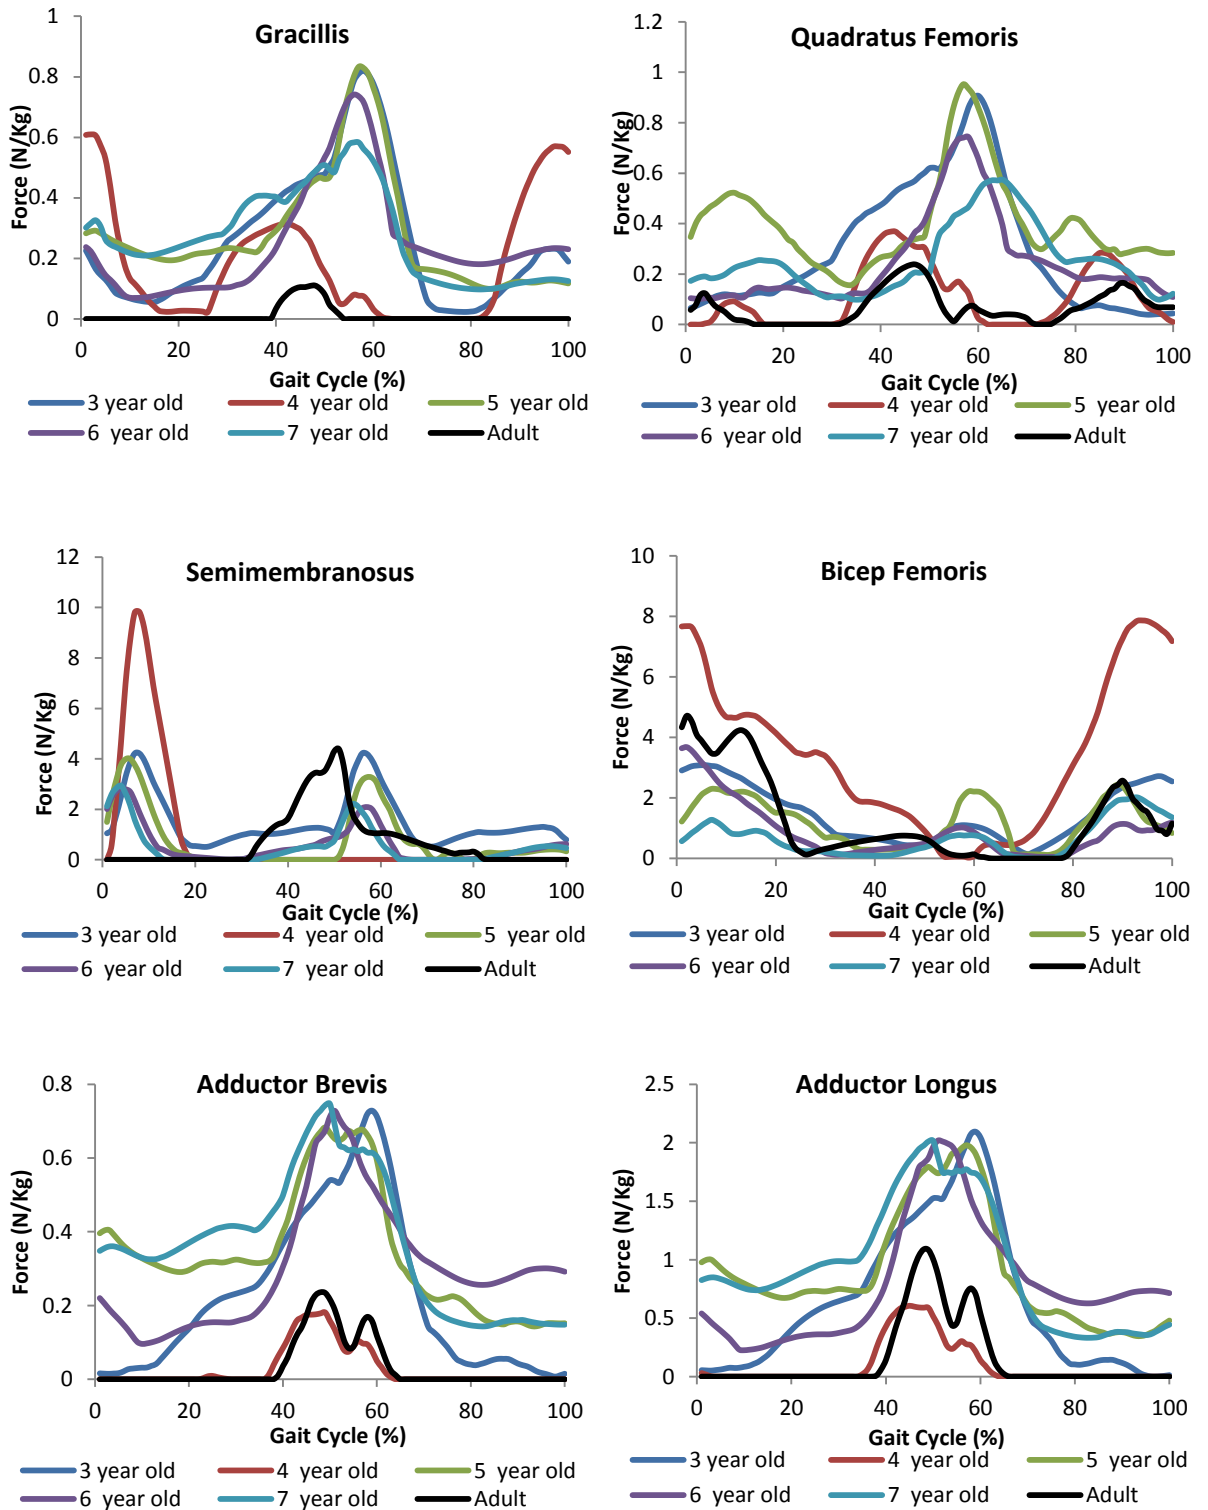 Gracillis
Force (N/Kg)
1
0.8
0.6
0.4
0.2
0
0 20 40 60 80 100
Gait Cycle (%)
3 year old 4 year old 5 year old
6 year old 7 year old Adult
Quadratus Femoris
Force (N/Kg)
1.2
1
0.8
0.6
0.4
0.2
0
0 20 40 60 80 100
Gait Cycle (%)
3 year old 4 year old 5 year old
6 year old 7 year old Adult
Semimembranosus
Force (N/Kg)
12
10
8
6
4
2
0
0 20 40 60 80 100
Gait Cycle (%)
3 year old 4 year old 5 year old
6 year old 7 year old Adult
Bicep Femoris
Force (N/Kg)
10
8
6
4
2
0
0 20 40 60 80 100
Gait Cycle (%)
3 year old 4 year old 5 year old
6 year old 7 year old Adult
Adductor Brevis
Force (N/Kg)
0.8
0.6
0.4
0.2
0
0 20 40 60 80 100
Gait Cycle (%)
3 year old 4 year old 5 year old
6 year old 7 year old Adult
Adductor Longus
Force (N/Kg)
2.5
2
1.5
1
0.5
0
0 20 40 60 80 100
Gait Cycle (%)
3 year old 4 year old 5 year old
6 year old 7 year old Adult